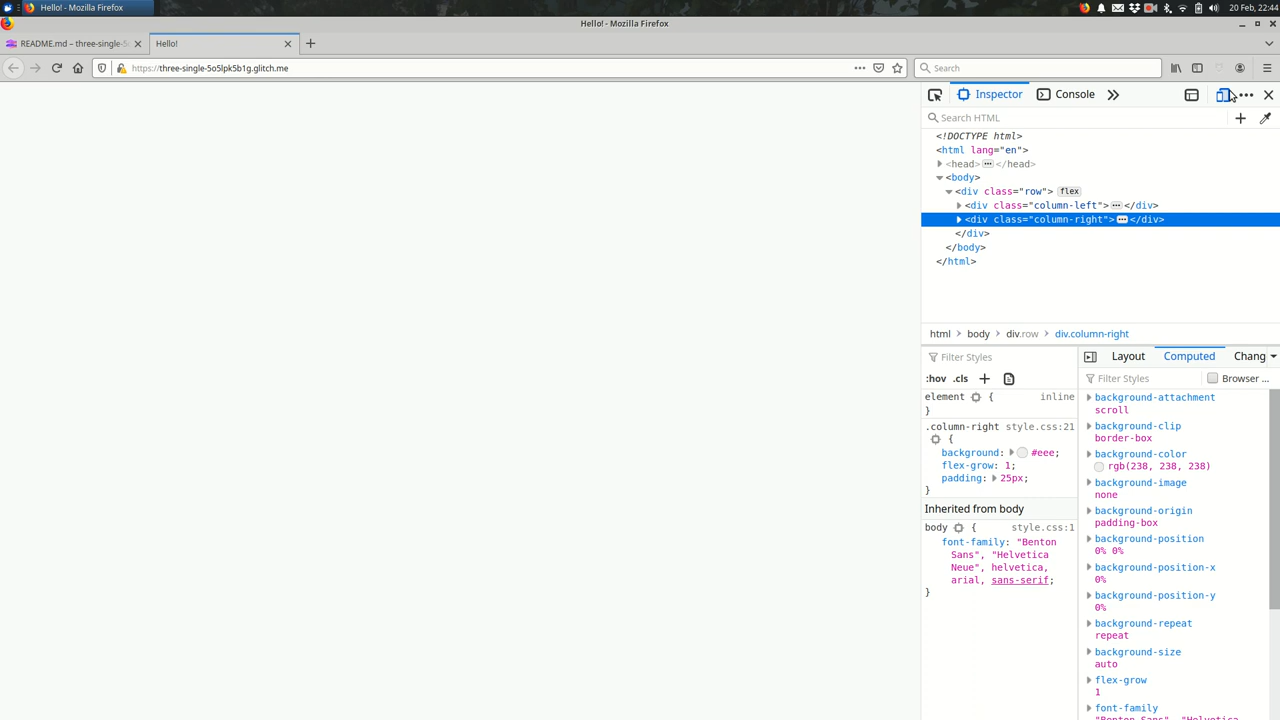 Hello! - Mozilla Firefox
20 Feb, 22:44
Hello! - Mozilla Firefox
README.md – three-single-5
Hello!
https://three-single-5o5lpk5b1g.glitch.me
Search
Inspector
Console
Search HTML
<!DOCTYPE html>
<html lang="en">
<head> </head>
<body>
<div class="row"> flex
<div class="column-left"> </div>
<div class="column-right"> </div>
</div>
</body>
</html>
html > body > div.row > div.column-right
Filter Styles
:hov .cls +
element { inline
}
.column-right style.css:21
{
background: #eee;
flex-grow: 1;
padding: 25px;
}
Inherited from body
body { style.css:1
font-family: "Benton
Sans", "Helvetica
Neue", helvetica,
arial, sans-serif;
}
Layout
Computed
Chang
Filter Styles
Browser ...
background-attachment
scroll
background-clip
border-box
background-color
rgb(238, 238, 238)
background-image
none
background-origin
padding-box
background-position
0% 0%
background-position-x
0%
background-position-y
0%
background-repeat
repeat
background-size
auto
flex-grow
1
font-family
"Benton Sans", "Helvetica